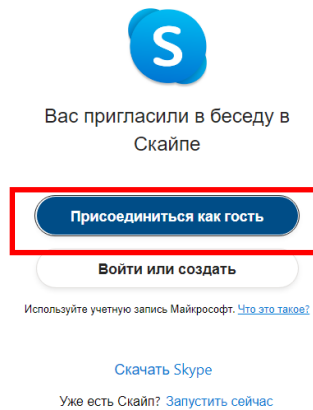 S
Вас пригласили в беседу в
Скайпе
Присоединиться как гость
Войти или создать
Используйте учетную запись Майкрософт. Что это такое?
Скачать Skype
Уже есть Скайп? Запустить сейчас